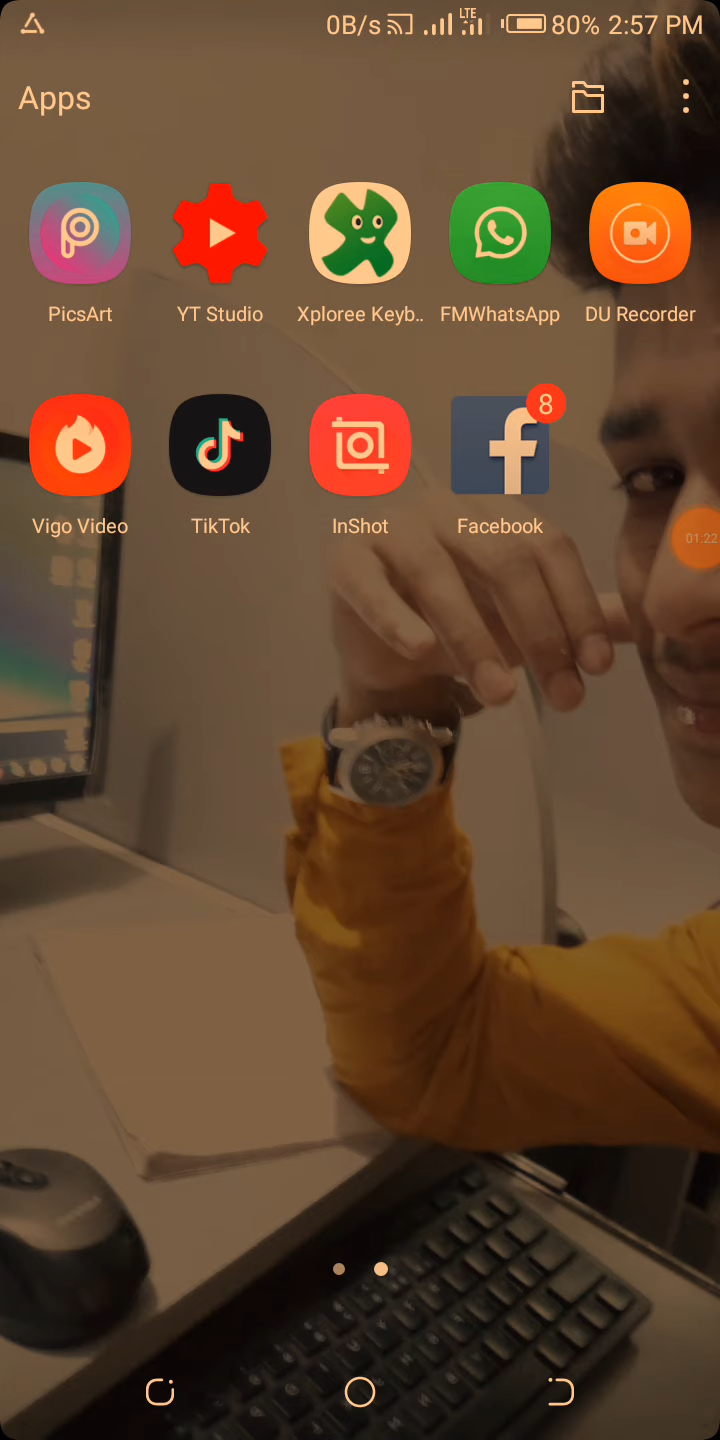 0B/s LTE 80% 2:57 PM
Apps
PicsArt YT Studio Xploree Keyb.. FMWhatsApp DU Recorder
8
Vigo Video TikTok InShot Facebook
01:22